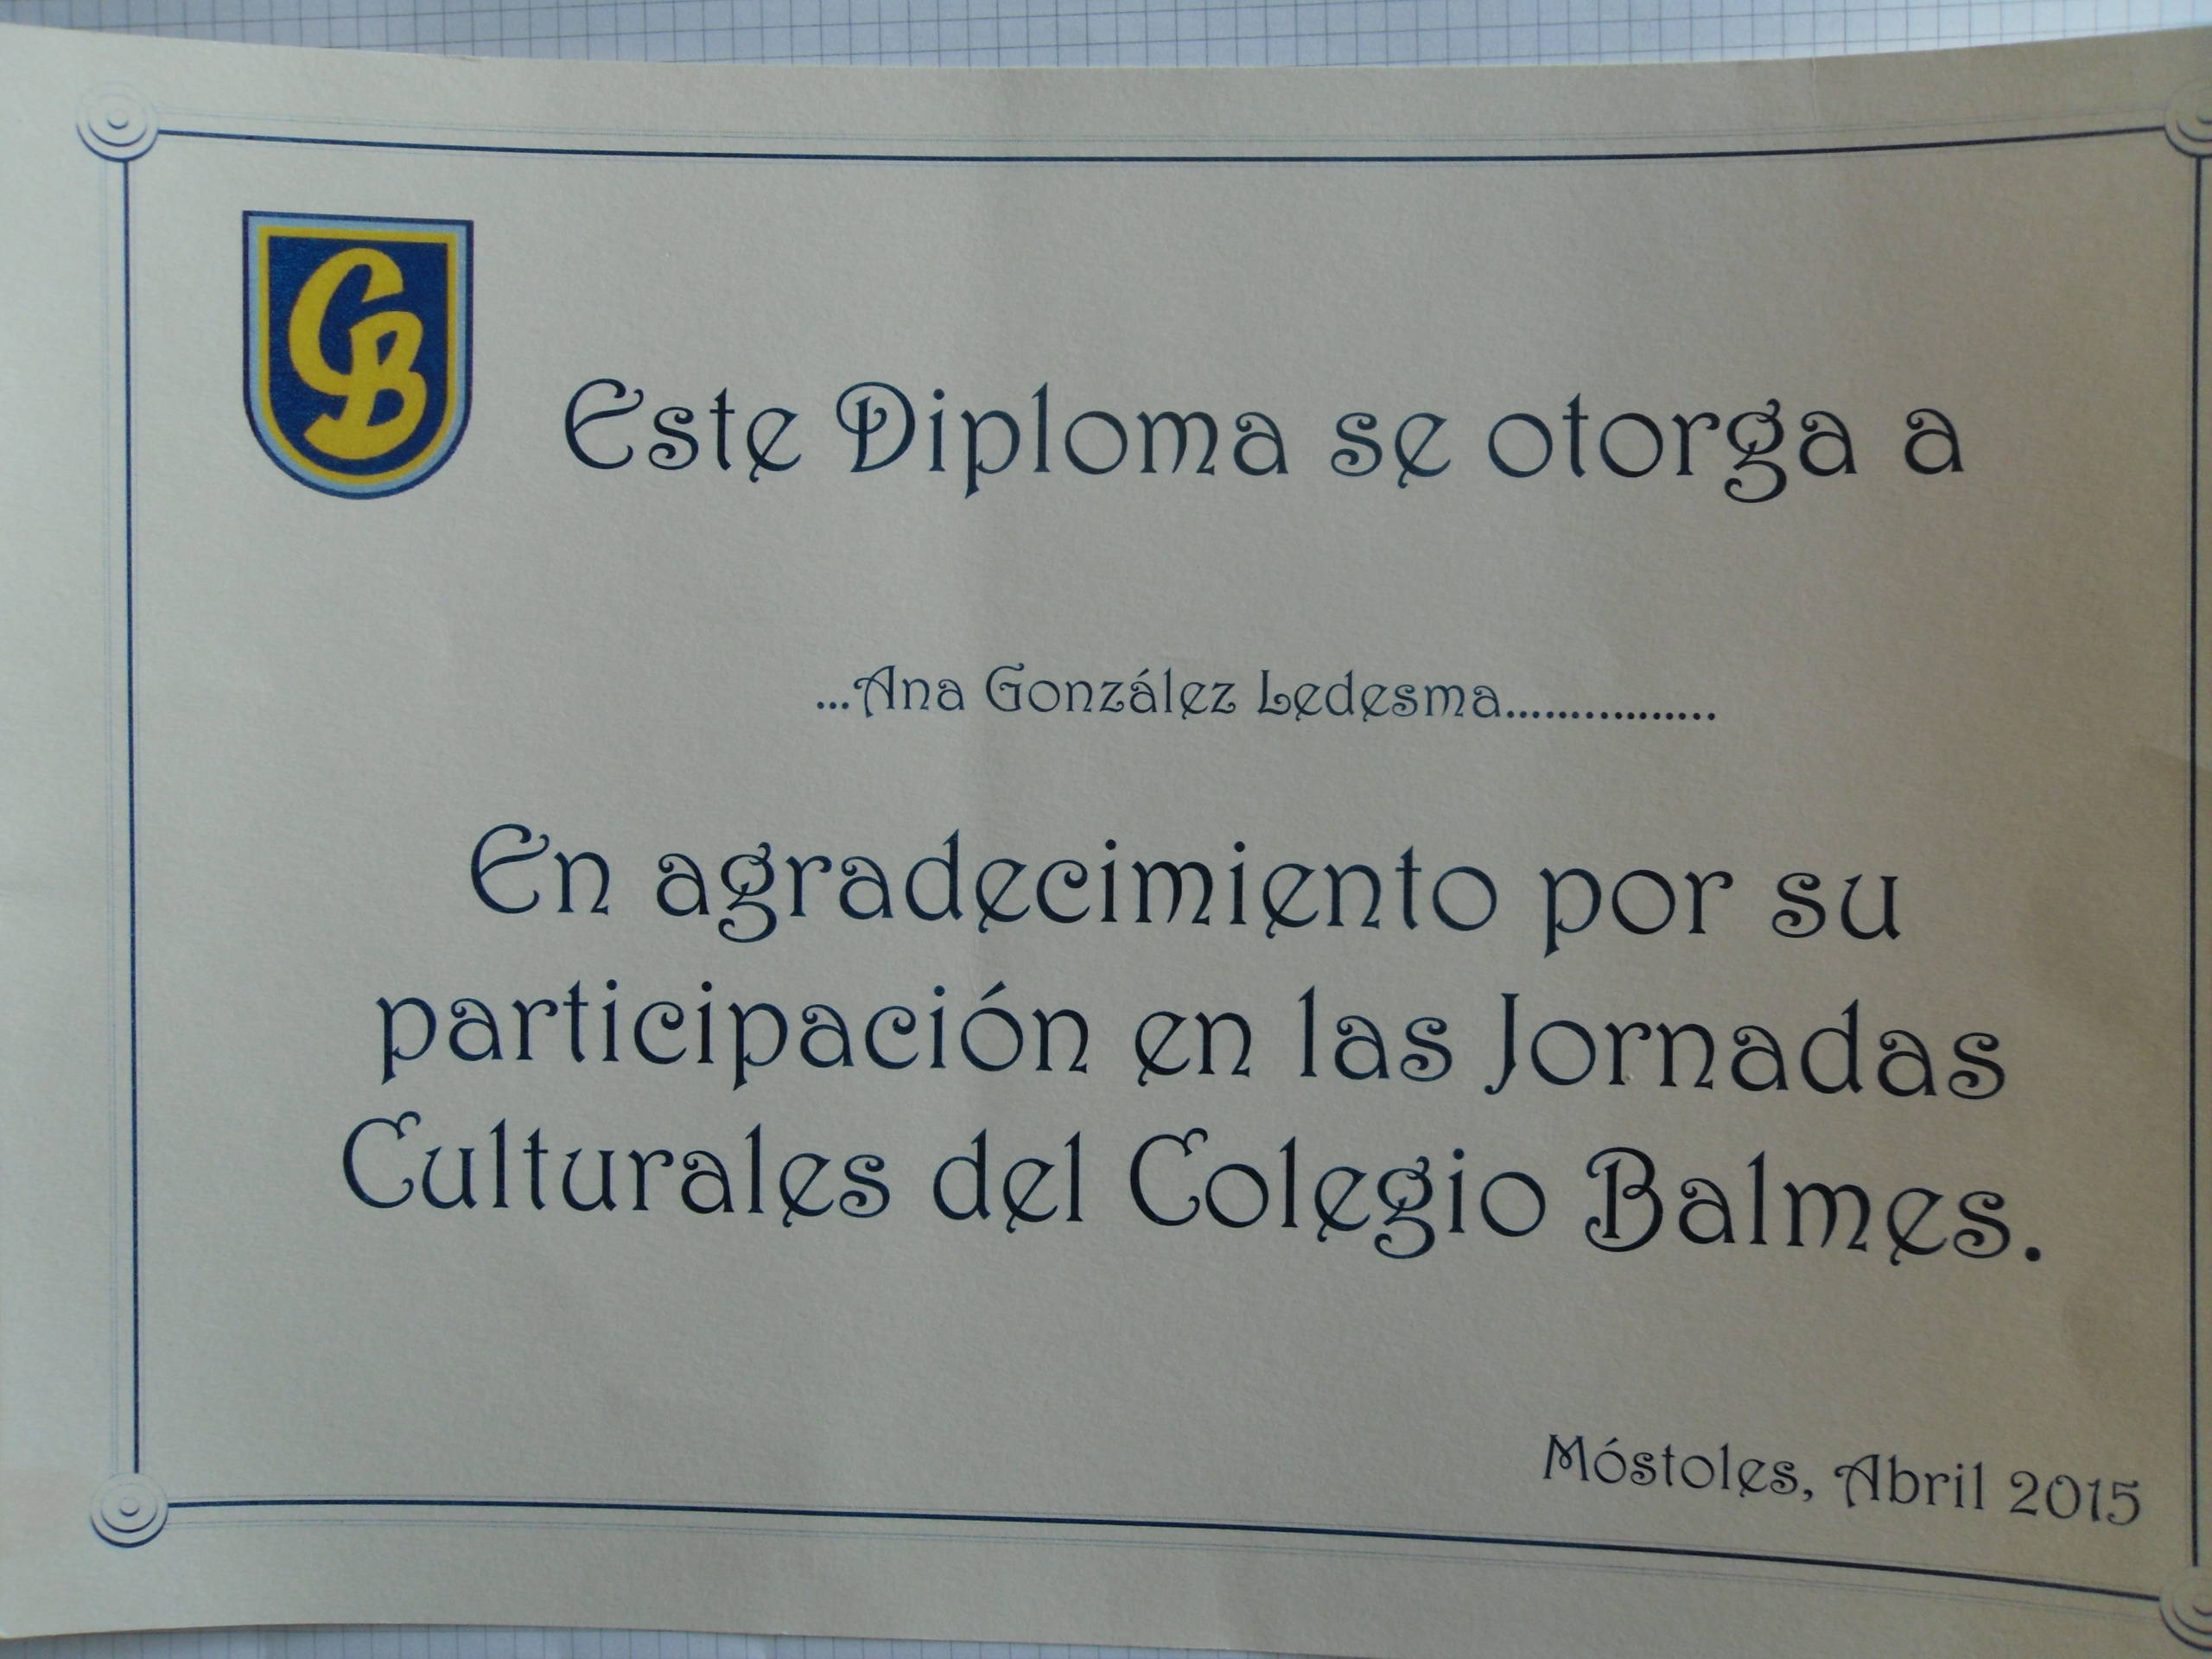 CB
Este Diploma se otorga a
...Ana González Ledesma.................
En agradecimiento por su
participación en las Jornadas
Culturales del Colegio Balmes.
Móstoles, Abril 2015